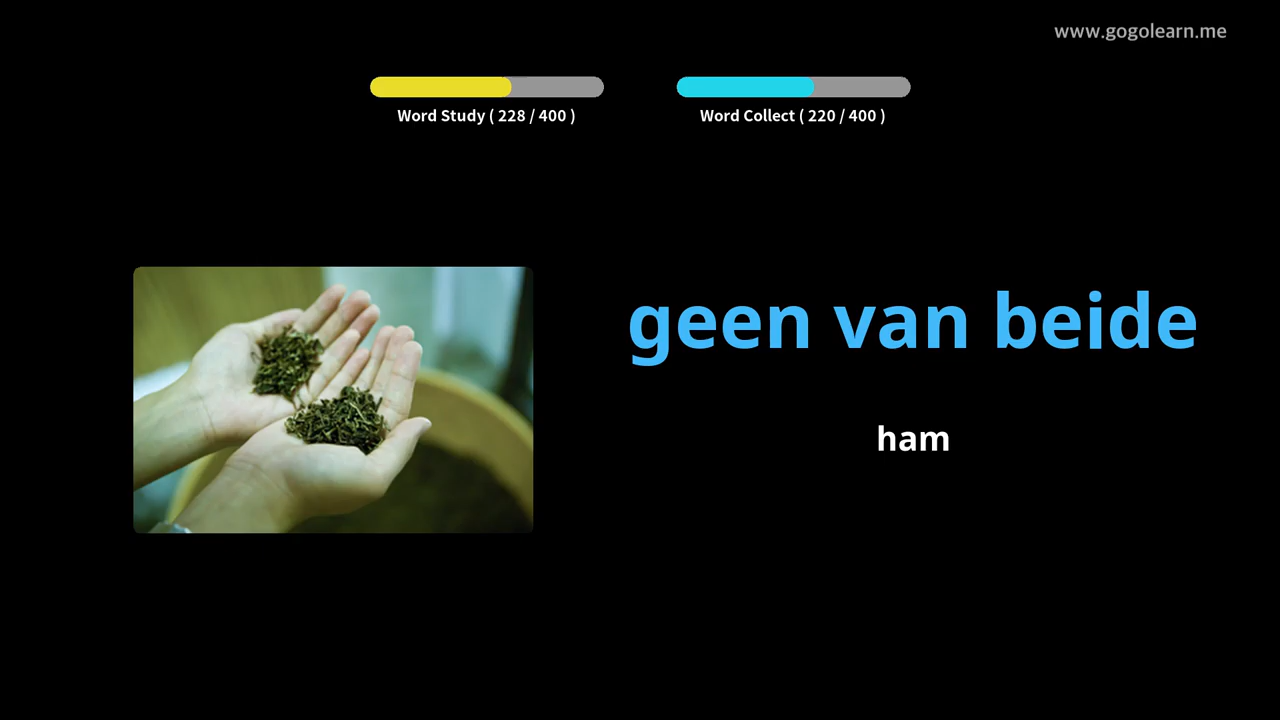 www.gogolearn.me
Word Study ( 228 / 400 )
Word Collect ( 220 / 400 )
geen van beide
ham